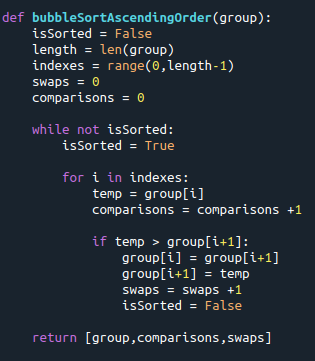 def bubbleSortAscendingOrder(group):
    isSorted = False
    length = len(group)
    indexes = range(0,length-1)
    swaps = 0
    comparisons = 0

    while not isSorted:
        isSorted = True

        for i in indexes:
            temp = group[i]
            comparisons = comparisons +1

            if temp > group[i+1]:
                group[i] = group[i+1]
                group[i+1] = temp
                swaps = swaps +1
                isSorted = False

    return [group,comparisons,swaps]